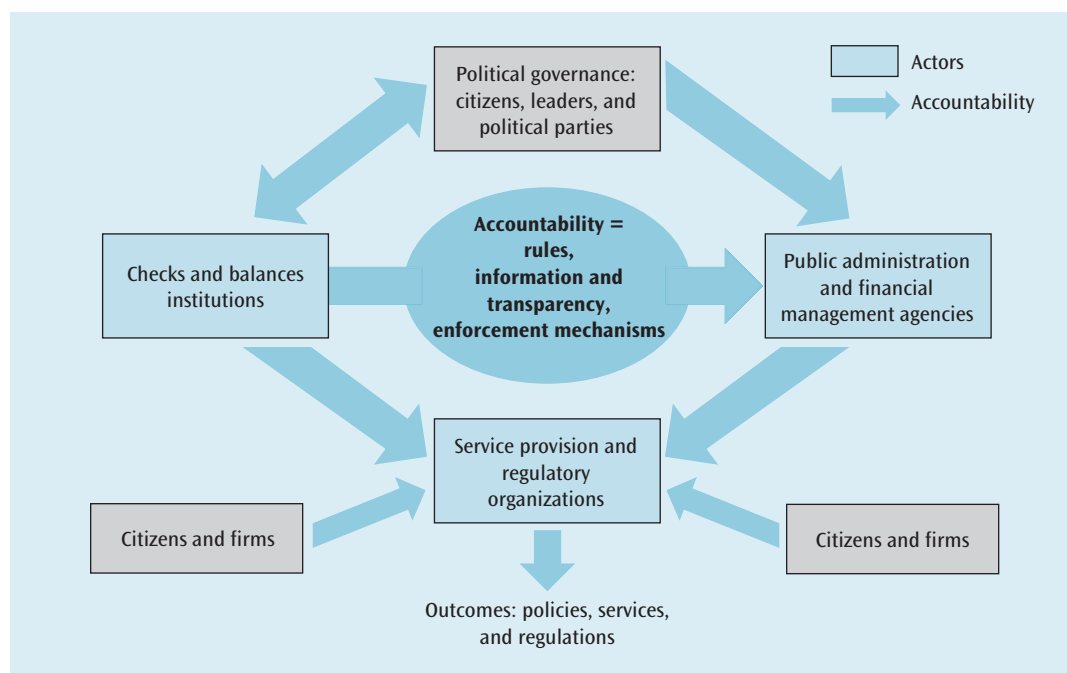 Political governance:
citizens, leaders, and
political parties
Actors
Accountability
Accountability =
rules,
information and
transparency,
enforcement mechanisms
Checks and balances
institutions
Public administration
and financial
management agencies
Service provision and
regulatory
organizations
Citizens and firms
Citizens and firms
Outcomes: policies, services,
and regulations